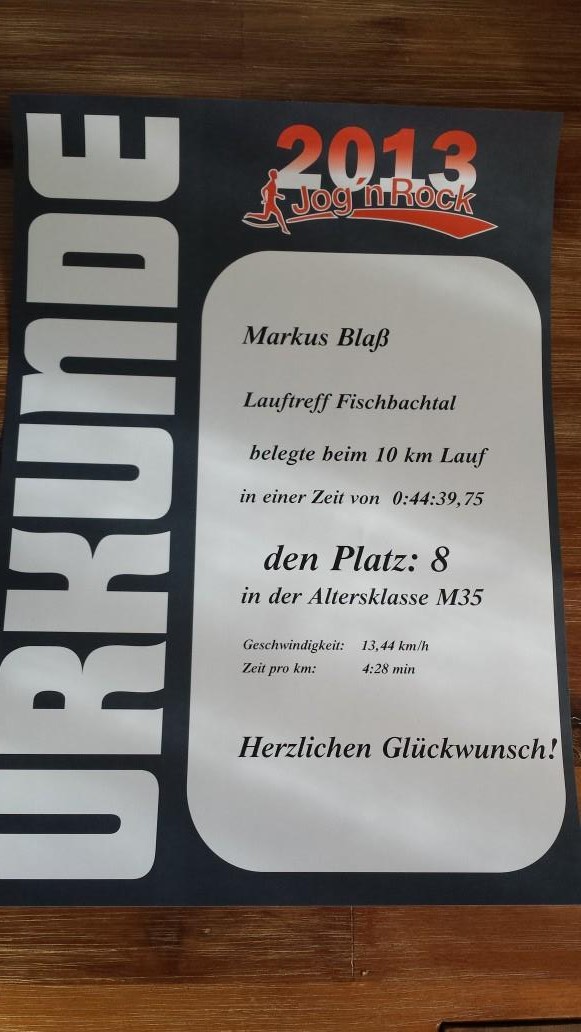 URKUNDE
2013
Jog´n Rock
Markus Blaß
Lauftreff Fischbachtal
belegte beim 10 km Lauf
in einer Zeit von 0:44:39,75
den Platz: 8
in der Altersklasse M35
Geschwindigkeit: 13,44 km/h
Zeit pro km: 4:28 min
Herzlichen Glückwunsch!